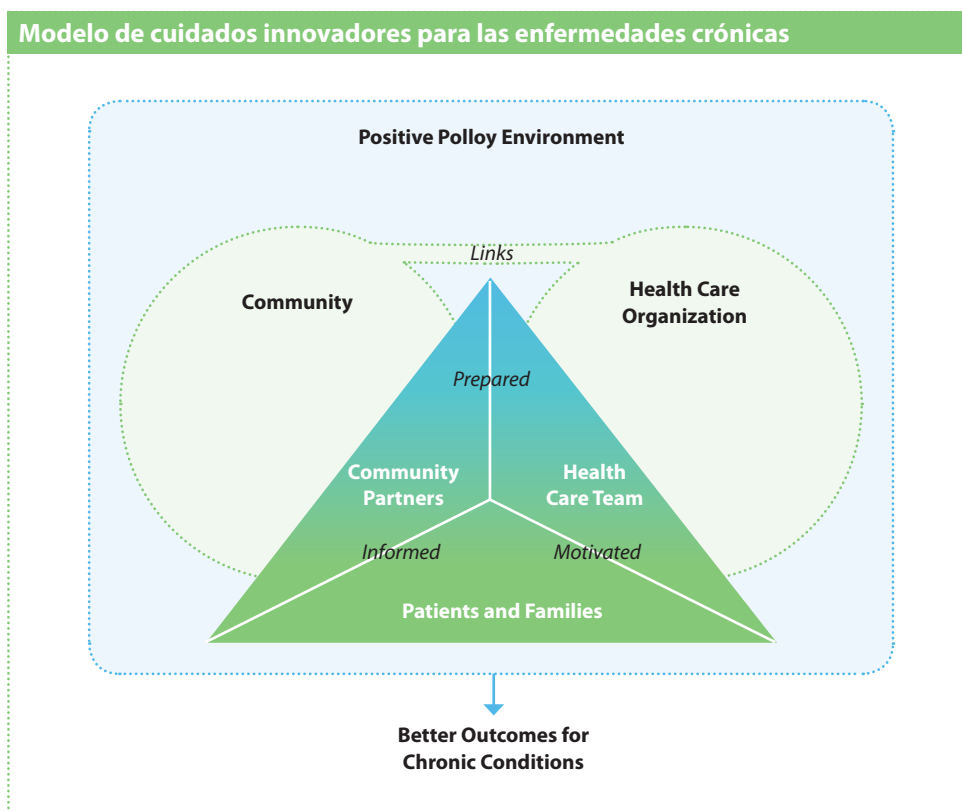 Modelo de cuidados innovadores para las enfermedades crónicas
Positive Polloy Environment
Links
Community
Health Care
Organization
Prepared
Community
Partners
Health
Care Team
Informed
Motivated
Patients and Families
Better Outcomes for
Chronic Conditions